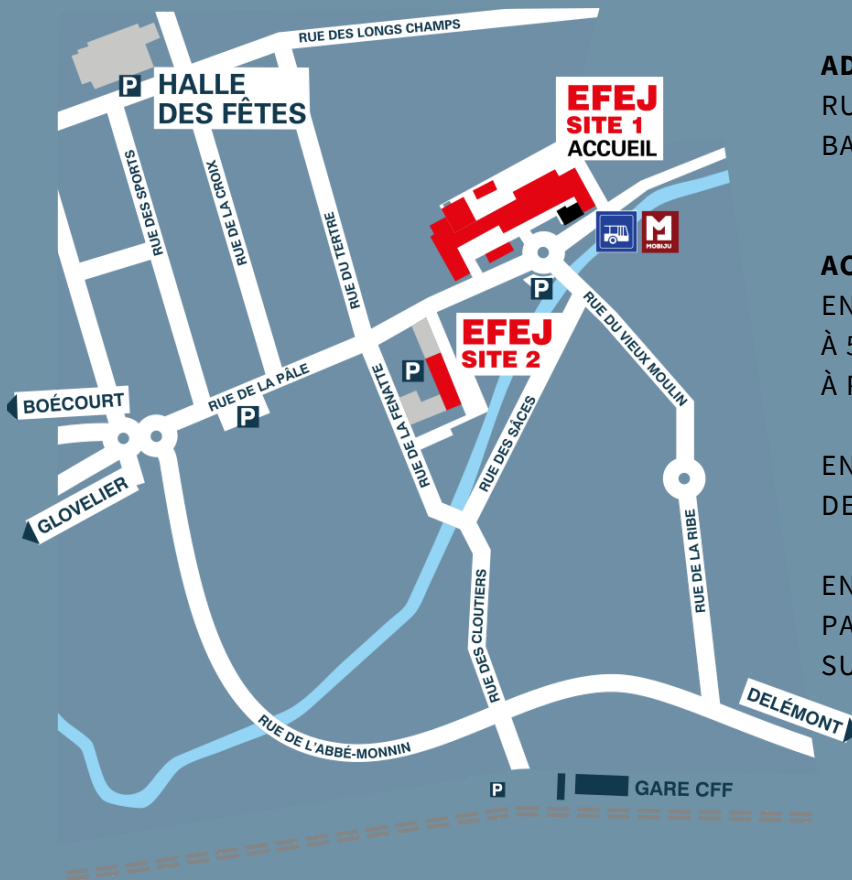 RUE DES LONGS CHAMPS
P
HALLE
DES FÊTES
EFEJ
SITE 1
ACCUEIL
RUE DES SPORTS
RUE DE LA CROIX
RUE DU TERTRE
M
MOBIJU
P
EFEJ
SITE 2
RUE DU VIEUX MOULIN
P
RUE DE LA PÂLE
P
BOÉCOURT
RUE DE LA FENATTE
RUE DES SÂCES
GLOVELIER
RUE DE LA RIBE
RUE DES CLOUTIERS
DELÉMONT
RUE DE L'ABBÉ-MONNIN
P
GARE CFF
AD
RU
BA
AC
EN
À 5
À P
EN
DE
EN
PA
SU